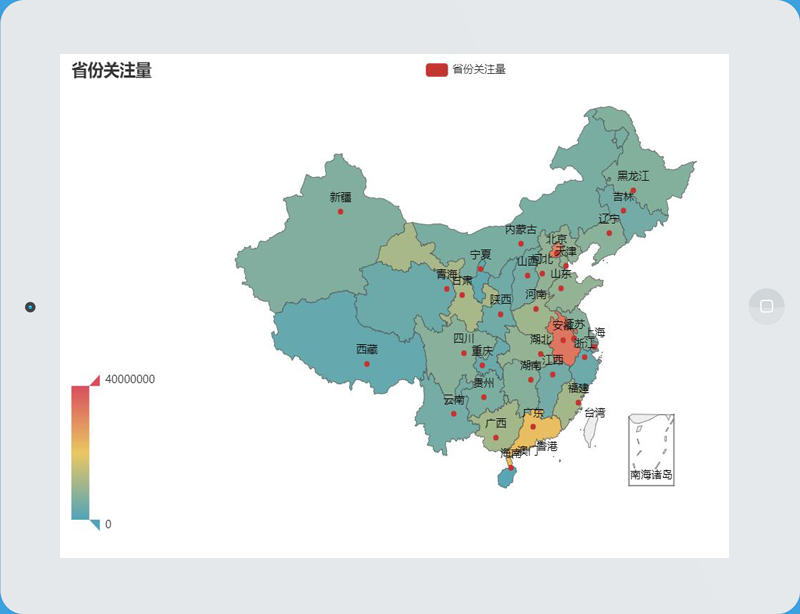 省份关注量
省份关注量
黑龙江
新疆
吉林
辽宁
内蒙古
北京
天津
宁夏
山西
河北
青海
甘肃
山东
陕西
河南
安徽
江苏
上海
四川
湖北
浙江
西藏
重庆
江西
湖南
贵州
福建
云南
广东
台湾
广西
香港
海南
澳门
南海诸岛
40000000
0